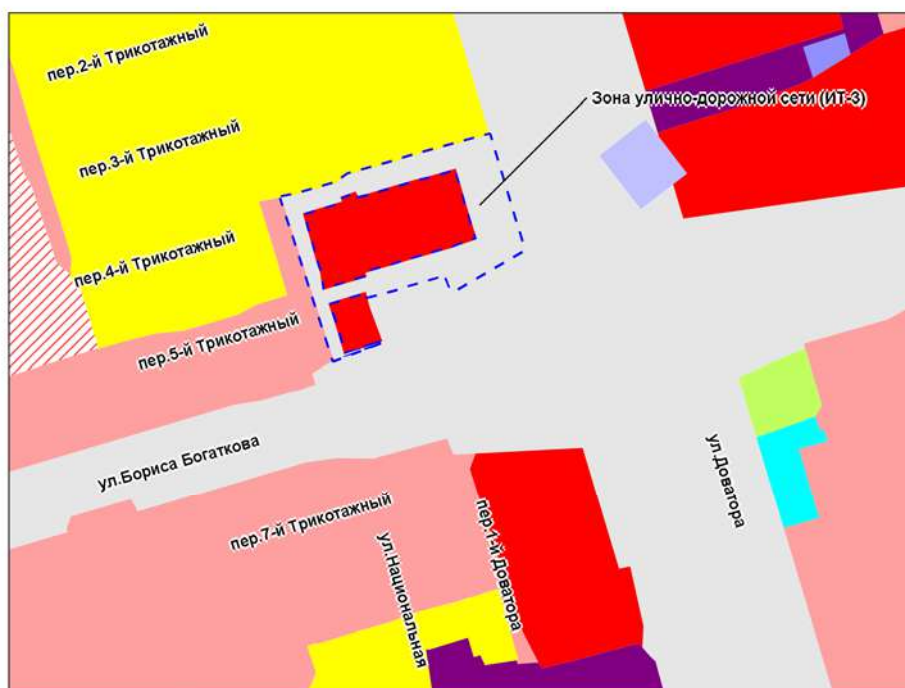 пер.2-й Трикотажный
Зона улично-дорожной сети (ИТ-3)
пер.3-й Трикотажный
пер.4-й Трикотажный
пер.5-й Трикотажный
ул.Бориса Богаткова
ул.Доватора
пер.7-й Трикотажный
пер.1-й Доватора
ул.Национальная